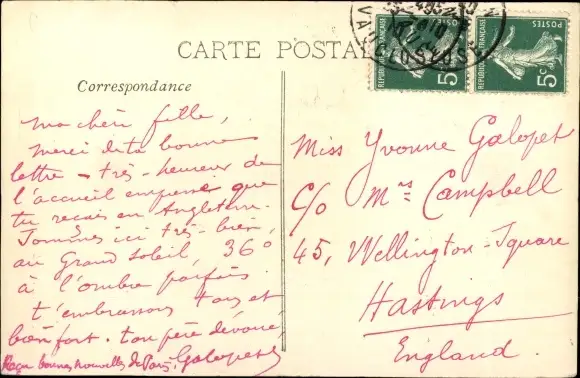 CARTE POSTALE
Correspondance
ma chère fille,
merci de ta bonne
lettre - très-heureux de
l'accueil empressé que
tu reçois en Angleterre.
Sommes ici très-bien,
au Grand soleil, 36°
à l'ombre parfois
t'embrassons tous et
bien fort. ton père dévoué,
Galopet
Reçu bonnes nouvelles de Paris,
Miss Yvonne Galopet
C/o Mrs Campbell
45, Wellington-Square
Hastings
England.
VAUCLUSE
REPUBLIQUE FRANÇAISE
POSTES
5c
REPUBLIQUE FRANÇAISE
POSTES
5c